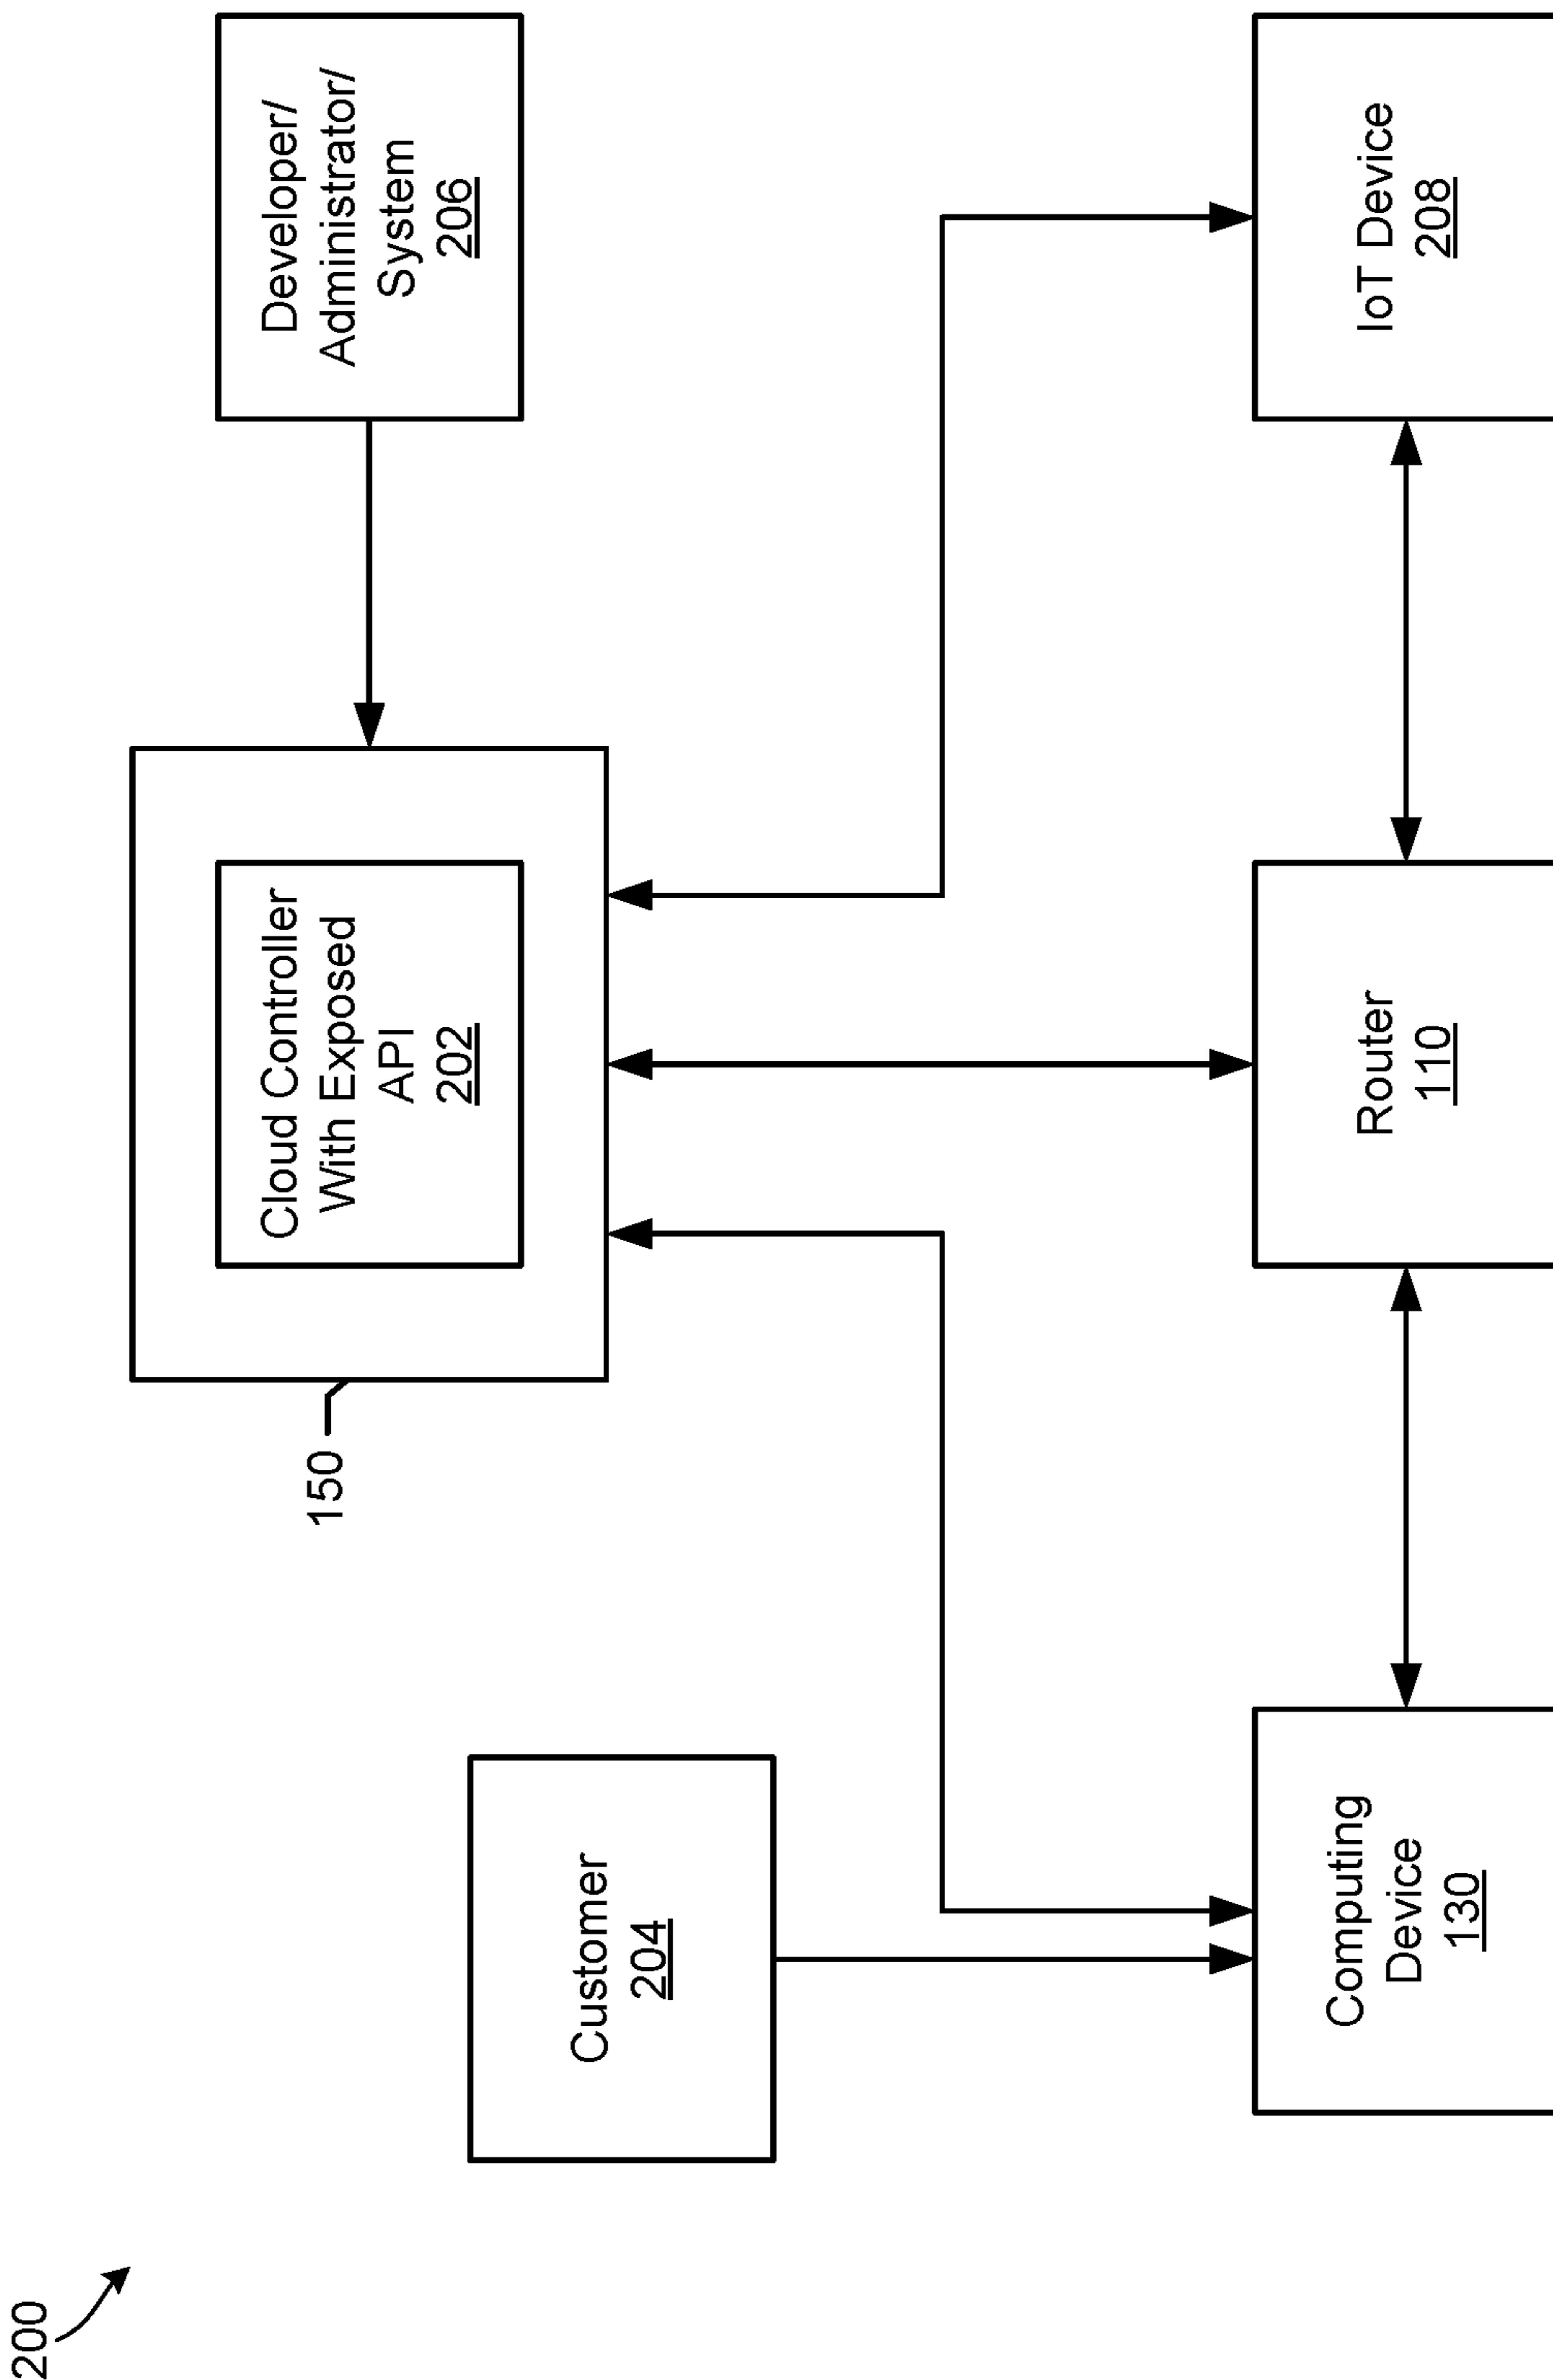 200
Developer/
Administrator/
System
206
Cloud Controller
With Exposed
API
202
150
Customer
204
Computing
Device
130
Router
110
IoT Device
208